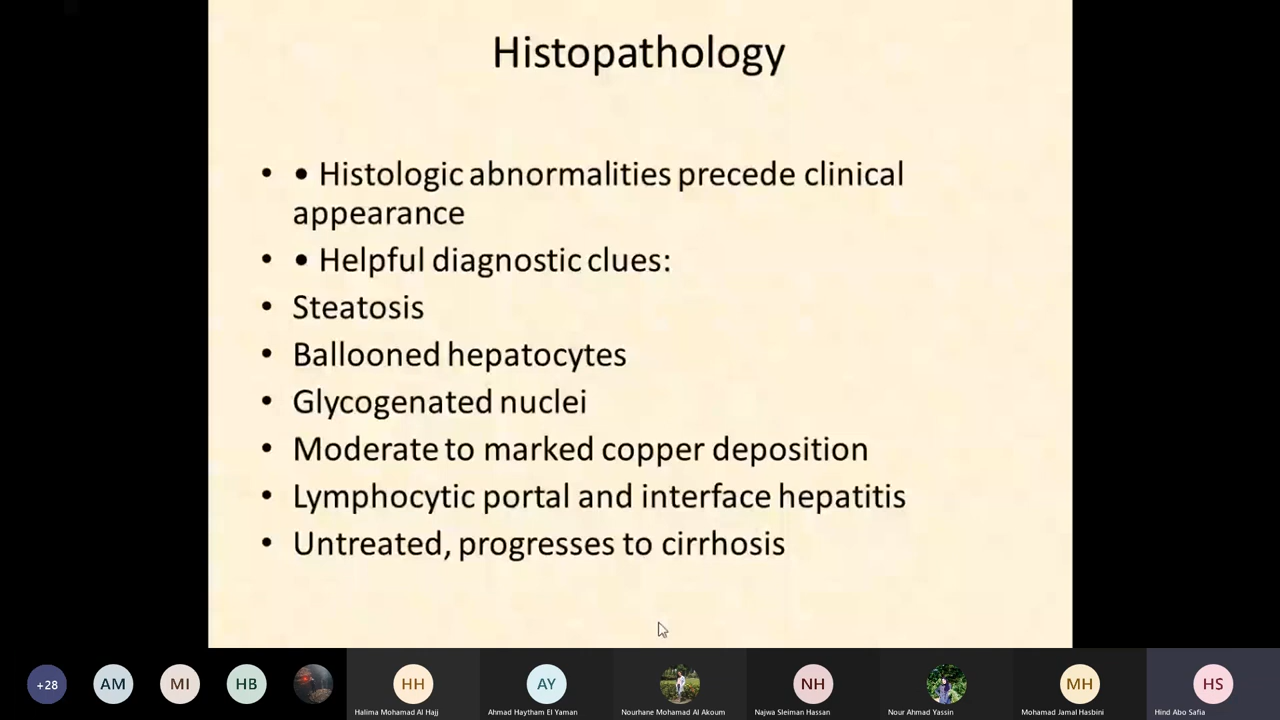 Histopathology
• • Histologic abnormalities precede clinical
appearance
• • Helpful diagnostic clues:
• Steatosis
• Ballooned hepatocytes
• Glycogenated nuclei
• Moderate to marked copper deposition
• Lymphocytic portal and interface hepatitis
• Untreated, progresses to cirrhosis
+28
AM
MI
HB
HH
AY
NH
MH
HS
Halima Mohamad Al Hajj
Ahmad Haytham El Yaman
Nourhane Mohamad Al Akoum
Najwa Sleiman Hassan
Nour Ahmad Yassin
Mohamad Jamal Hasbini
Hind Abo Safia